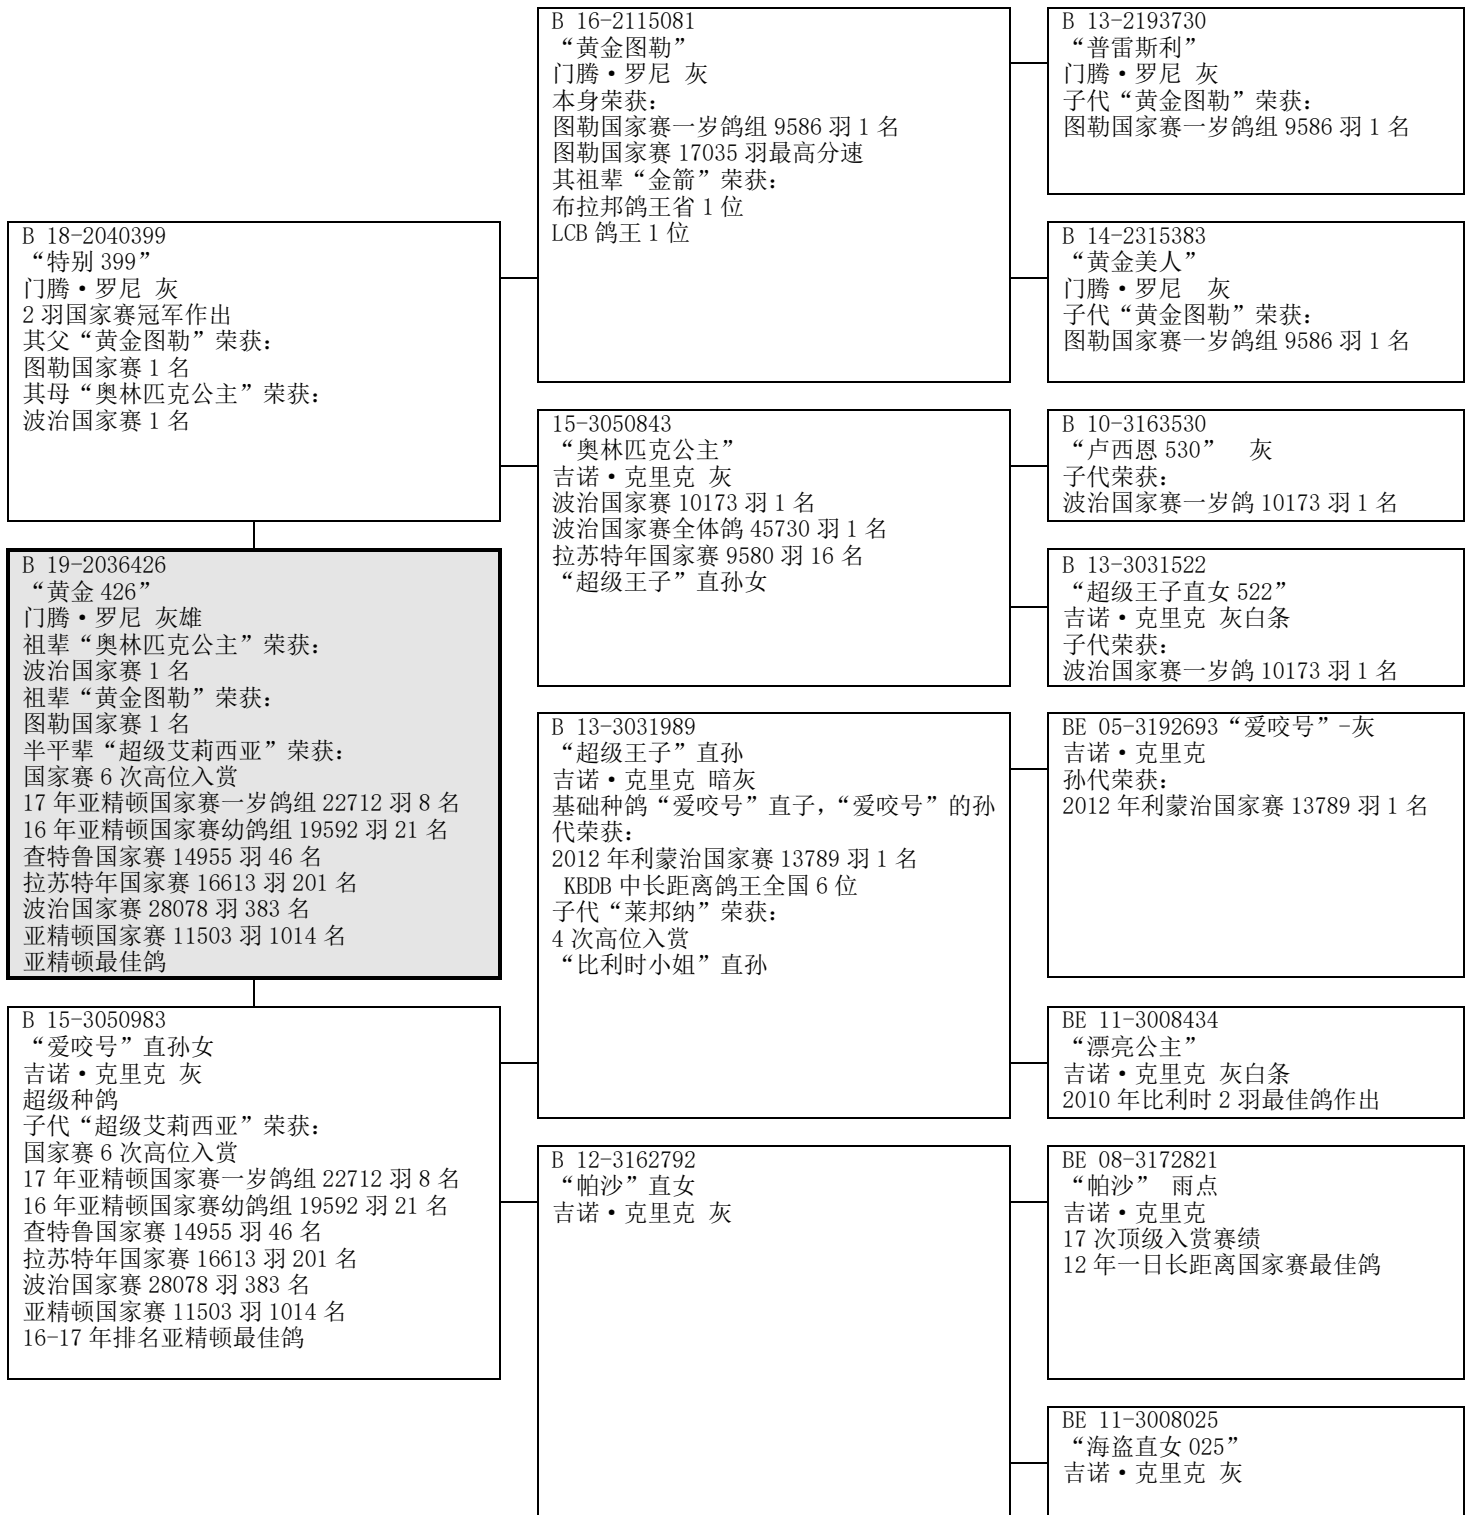 B 18-2040399
“特别 399”
门腾·罗尼 灰
2 羽国家赛冠军作出
其父“黄金图勒”荣获：
图勒国家赛 1 名
其母“奥林匹克公主”荣获：
波治国家赛 1 名
B 19-2036426
“黄金 426”
门腾·罗尼 灰雄
祖辈“奥林匹克公主”荣获：
波治国家赛 1 名
祖辈“黄金图勒”荣获：
图勒国家赛 1 名
半平辈“超级艾莉西亚”荣获：
国家赛 6 次高位入赏
17 年亚精顿国家赛一岁鸽组 22712 羽 8 名
16 年亚精顿国家赛幼鸽组 19592 羽 21 名
查特鲁国家赛 14955 羽 46 名
拉苏特年国家赛 16613 羽 201 名
波治国家赛 28078 羽 383 名
亚精顿国家赛 11503 羽 1014 名
亚精顿最佳鸽
B 15-3050983
“爱咬号”直孙女
吉诺·克里克 灰
超级种鸽
子代“超级艾莉西亚”荣获：
国家赛 6 次高位入赏
17 年亚精顿国家赛一岁鸽组 22712 羽 8 名
16 年亚精顿国家赛幼鸽组 19592 羽 21 名
查特鲁国家赛 14955 羽 46 名
拉苏特年国家赛 16613 羽 201 名
波治国家赛 28078 羽 383 名
亚精顿国家赛 11503 羽 1014 名
16-17 年排名亚精顿最佳鸽
B 16-2115081
“黄金图勒”
门腾·罗尼 灰
本身荣获：
图勒国家赛一岁鸽组 9586 羽 1 名
图勒国家赛 17035 羽最高分速
其祖辈“金箭”荣获：
布拉邦鸽王省 1 位
LCB 鸽王 1 位
15-3050843
“奥林匹克公主”
吉诺·克里克 灰
波治国家赛 10173 羽 1 名
波治国家赛全体鸽 45730 羽 1 名
拉苏特年国家赛 9580 羽 16 名
“超级王子”直孙女
B 13-3031989
“超级王子”直孙
吉诺·克里克 暗灰
基础种鸽“爱咬号”直子，“爱咬号”的孙
代荣获：
2012 年利蒙治国家赛 13789 羽 1 名
KBDB 中长距离鸽王全国 6 位
子代“莱邦纳”荣获：
4 次高位入赏
“比利时小姐”直孙
B 12-3162792
“帕沙”直女
吉诺·克里克 灰
B 13-2193730
“普雷斯利”
门腾·罗尼 灰
子代“黄金图勒”荣获：
图勒国家赛一岁鸽组 9586 羽 1 名
B 14-2315383
“黄金美人”
门腾·罗尼 灰
子代“黄金图勒”荣获：
图勒国家赛一岁鸽组 9586 羽 1 名
B 10-3163530
“卢西恩 530” 灰
子代荣获：
波治国家赛一岁鸽 10173 羽 1 名
B 13-3031522
“超级王子直女 522”
吉诺·克里克 灰白条
子代荣获：
波治国家赛一岁鸽 10173 羽 1 名
BE 05-3192693“爱咬号”-灰
吉诺·克里克
孙代荣获：
2012 年利蒙治国家赛 13789 羽 1 名
BE 11-3008434
“漂亮公主”
吉诺·克里克 灰白条
2010 年比利时 2 羽最佳鸽作出
BE 08-3172821
“帕沙” 雨点
吉诺·克里克
17 次顶级入赏赛绩
12 年一日长距离国家赛最佳鸽
BE 11-3008025
“海盗直女 025”
吉诺·克里克 灰